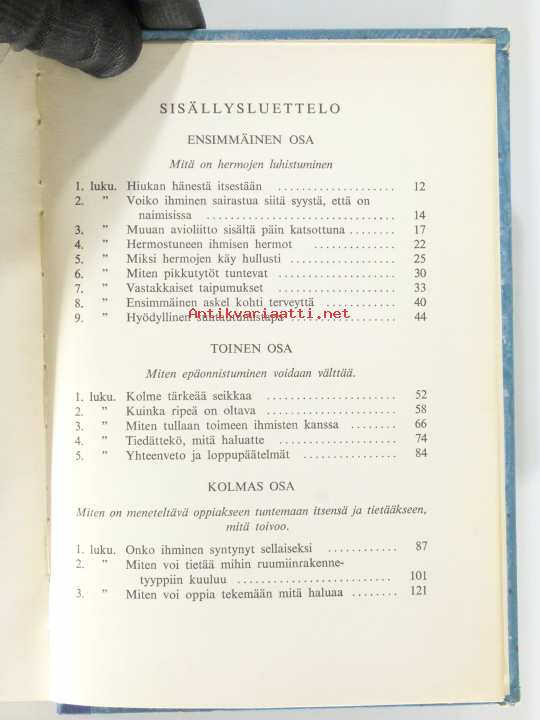 SISÄLLYSLUETTELO
ENSIMMÄINEN OSA
Mitä on hermojen luhistuminen
1. luku. Hiukan hänestä itsestään .................... 12
2. ” Voiko ihminen sairastua siitä syystä, että on
naimisissa ................................ 14
3. ” Muuan avioliitto sisältä päin katsottuna ........ 17
4. ” Hermostuneen ihmisen hermot .............. 22
5. ” Miksi hermojen käy hullusti .................. 25
6. ” Miten pikkutytöt tuntevat .................... 30
7. ” Vastakkaiset taipumukset .................... 33
8. ” Ensimmäinen askel kohti terveyttä ............ 40
9. ” Hyödyllinen suhtautumistapa .................. 44
Antikvariaatti.net
TOINEN OSA
Miten epäonnistuminen voidaan välttää.
1. luku. Kolme tärkeää seikkaa ...................... 52
2. ” Kuinka ripeä on oltava ...................... 58
3. ” Miten tullaan toimeen ihmisten kanssa ........ 66
4. ” Tiedättekö, mitä haluatte .................... 74
5. ” Yhteenveto ja loppupäätelmät ................ 84
KOLMAS OSA
Miten on meneteltävä oppiakseen tuntemaan itsensä ja tietääkseen,
mitä toivoo.
1. luku. Onko ihminen syntynyt sellaiseksi ............ 87
2. ” Miten voi tietää mihin ruumiinrakenne-
tyyppiin kuuluu .......................... 101
3. ” Miten voi oppia tekemään mitä haluaa ........ 121